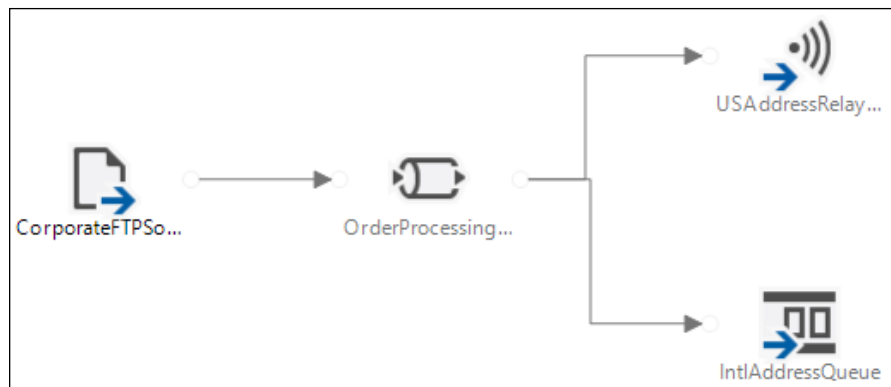 USAddressRelay...
CorporateFTPSo...
OrderProcessing...
IntlAddressQueue